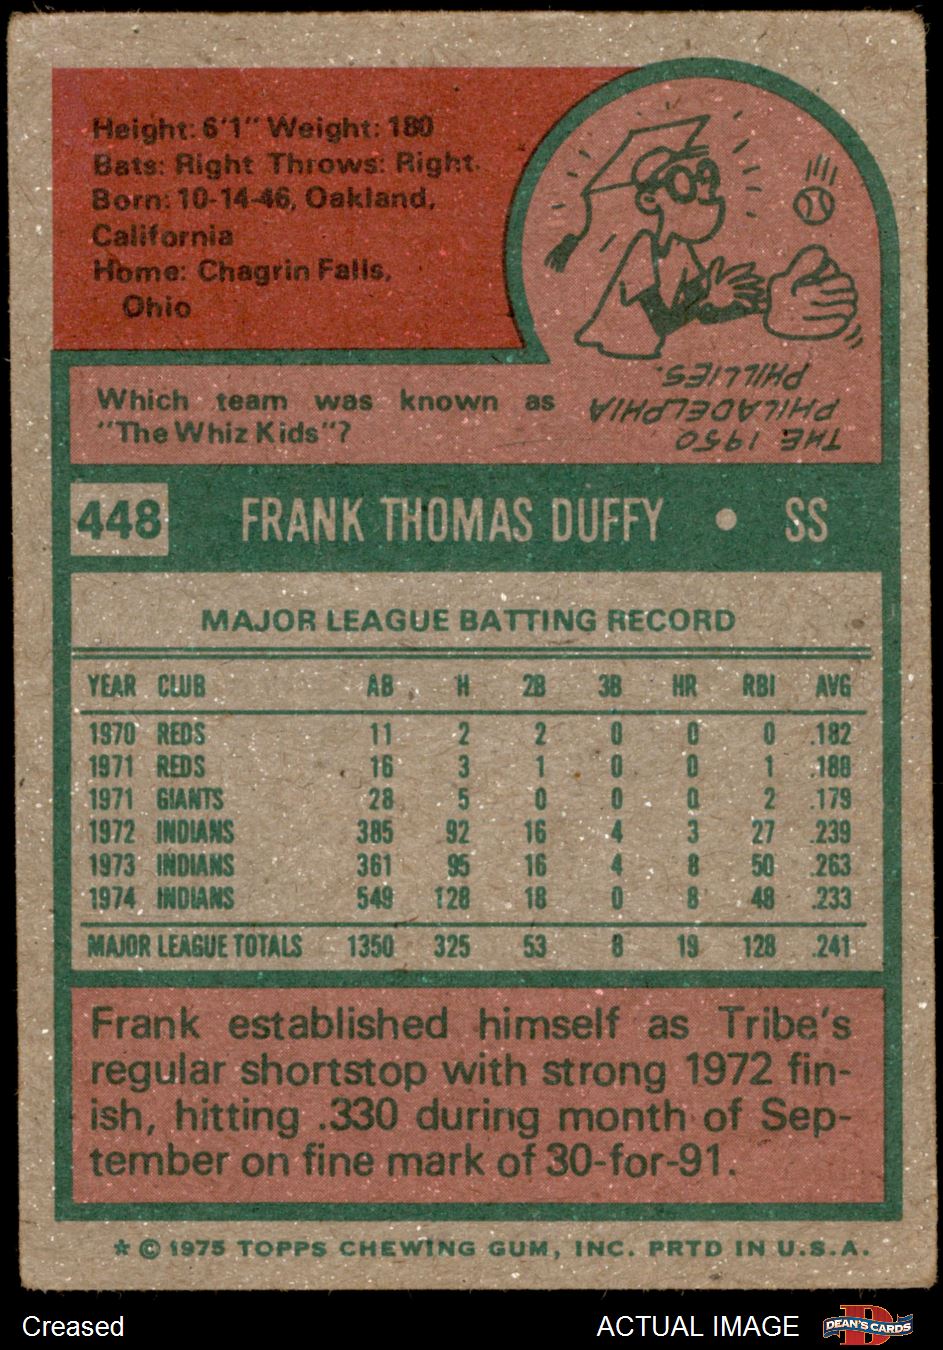 Height: 6'1" Weight: 180
Bats: Right Throws: Right
Born: 10-14-46, Oakland,
California
Home: Chagrin Falls,
Ohio
Which team was known as
"The Whiz Kids"?
THE 1950
PHILADELPHIA
PHILLIES.
448 FRANK THOMAS DUFFY • SS
MAJOR LEAGUE BATTING RECORD
YEAR CLUB AB H 2B 3B HR RBI AVG
1970 REDS 11 2 2 0 0 0 .182
1971 REDS 16 3 1 0 0 1 .188
1971 GIANTS 28 5 0 0 0 2 .179
1972 INDIANS 385 92 16 4 3 27 .239
1973 INDIANS 361 95 16 4 8 50 .263
1974 INDIANS 549 128 18 0 8 48 .233
MAJOR LEAGUE TOTALS 1350 325 53 8 19 128 .241
Frank established himself as Tribe's
regular shortstop with strong 1972 fin-
ish, hitting .330 during month of Sep-
tember on fine mark of 30-for-91.
* © 1975 TOPPS CHEWING GUM, INC. PRTD IN U.S.A.
Creased
ACTUAL IMAGE
DEAN'S CARDS